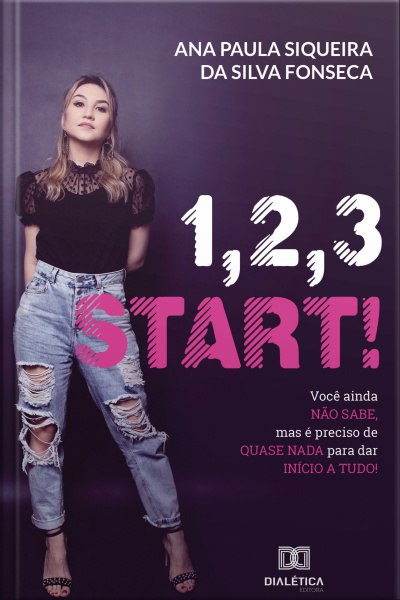 ANA PAULA SIQUEIRA
DA SILVA FONSECA
1,2,3
START!
Você ainda
NÃO SABE,
mas é preciso de
QUASE NADA para dar
INÍCIO A TUDO!
DIALÉTICA
EDITORA